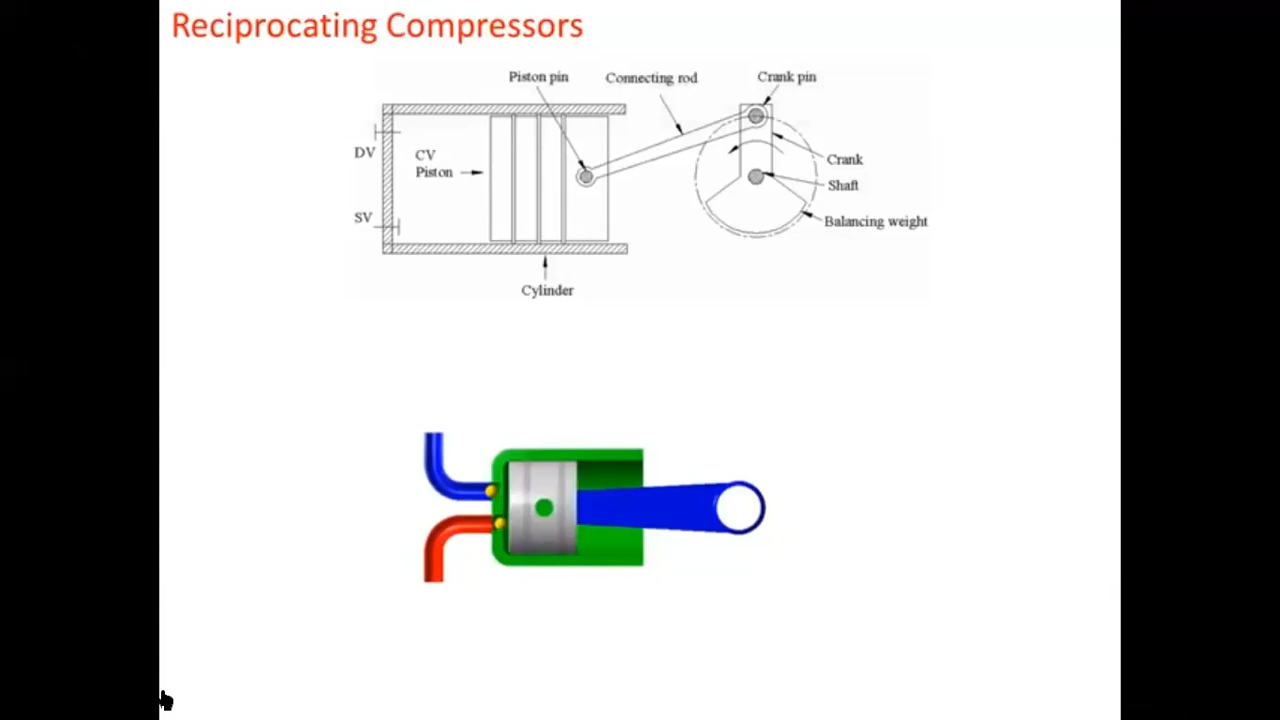 Reciprocating Compressors
Piston pin
Connecting rod
Crank pin
DV
CV
Piston
SV
Crank
Shaft
Balancing weight
Cylinder